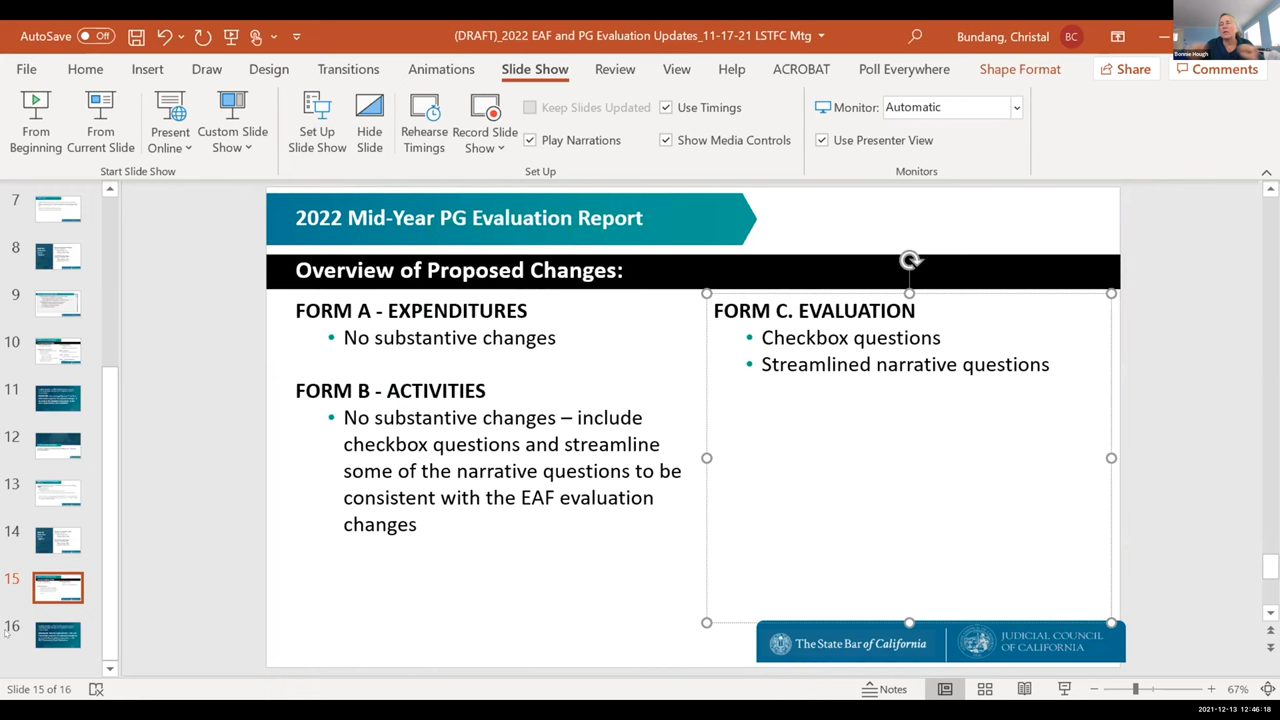 AutoSave Off
(DRAFT)_2022 EAF and PG Evaluation Updates_11-17-21 LSTFC Mtg
Bundang, Christal BC
Bonnie Hough
File Home Insert Draw Design Transitions Animations Slide Show Review View Help ACROBAT Poll Everywhere Shape Format Share Comments
From Beginning
From Current Slide
Present Online
Custom Slide Show
Start Slide Show
Set Up Slide Show
Hide Slide
Rehearse Timings
Record Slide Show
Keep Slides Updated
Play Narrations
Use Timings
Show Media Controls
Set Up
Monitor: Automatic
Use Presenter View
Monitors
7
8
9
10
11
12
13
14
15
16
2022 Mid-Year PG Evaluation Report
Overview of Proposed Changes:
FORM A - EXPENDITURES
• No substantive changes
FORM B - ACTIVITIES
• No substantive changes – include
checkbox questions and streamline
some of the narrative questions to be
consistent with the EAF evaluation
changes
FORM C. EVALUATION
• Checkbox questions
• Streamlined narrative questions
The State Bar of California
JUDICIAL COUNCIL
OF CALIFORNIA
Slide 15 of 16
Notes
67%
2021-12-13 12:46:18